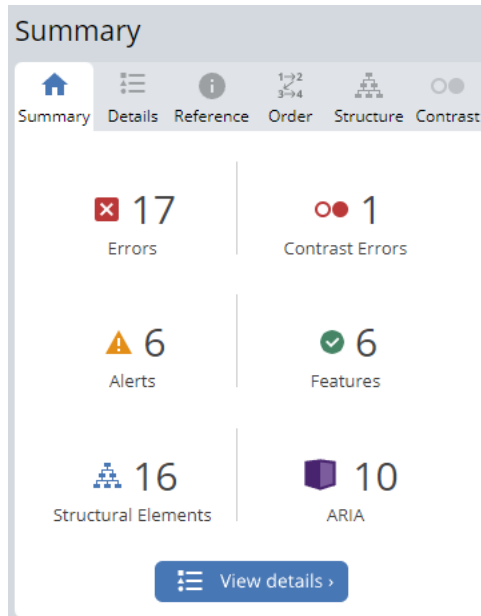 Summary
1→2
3→4
Summary Details Reference Order Structure Contrast
17 1
Errors Contrast Errors
6 6
Alerts Features
16 10
Structural Elements ARIA
View details ›